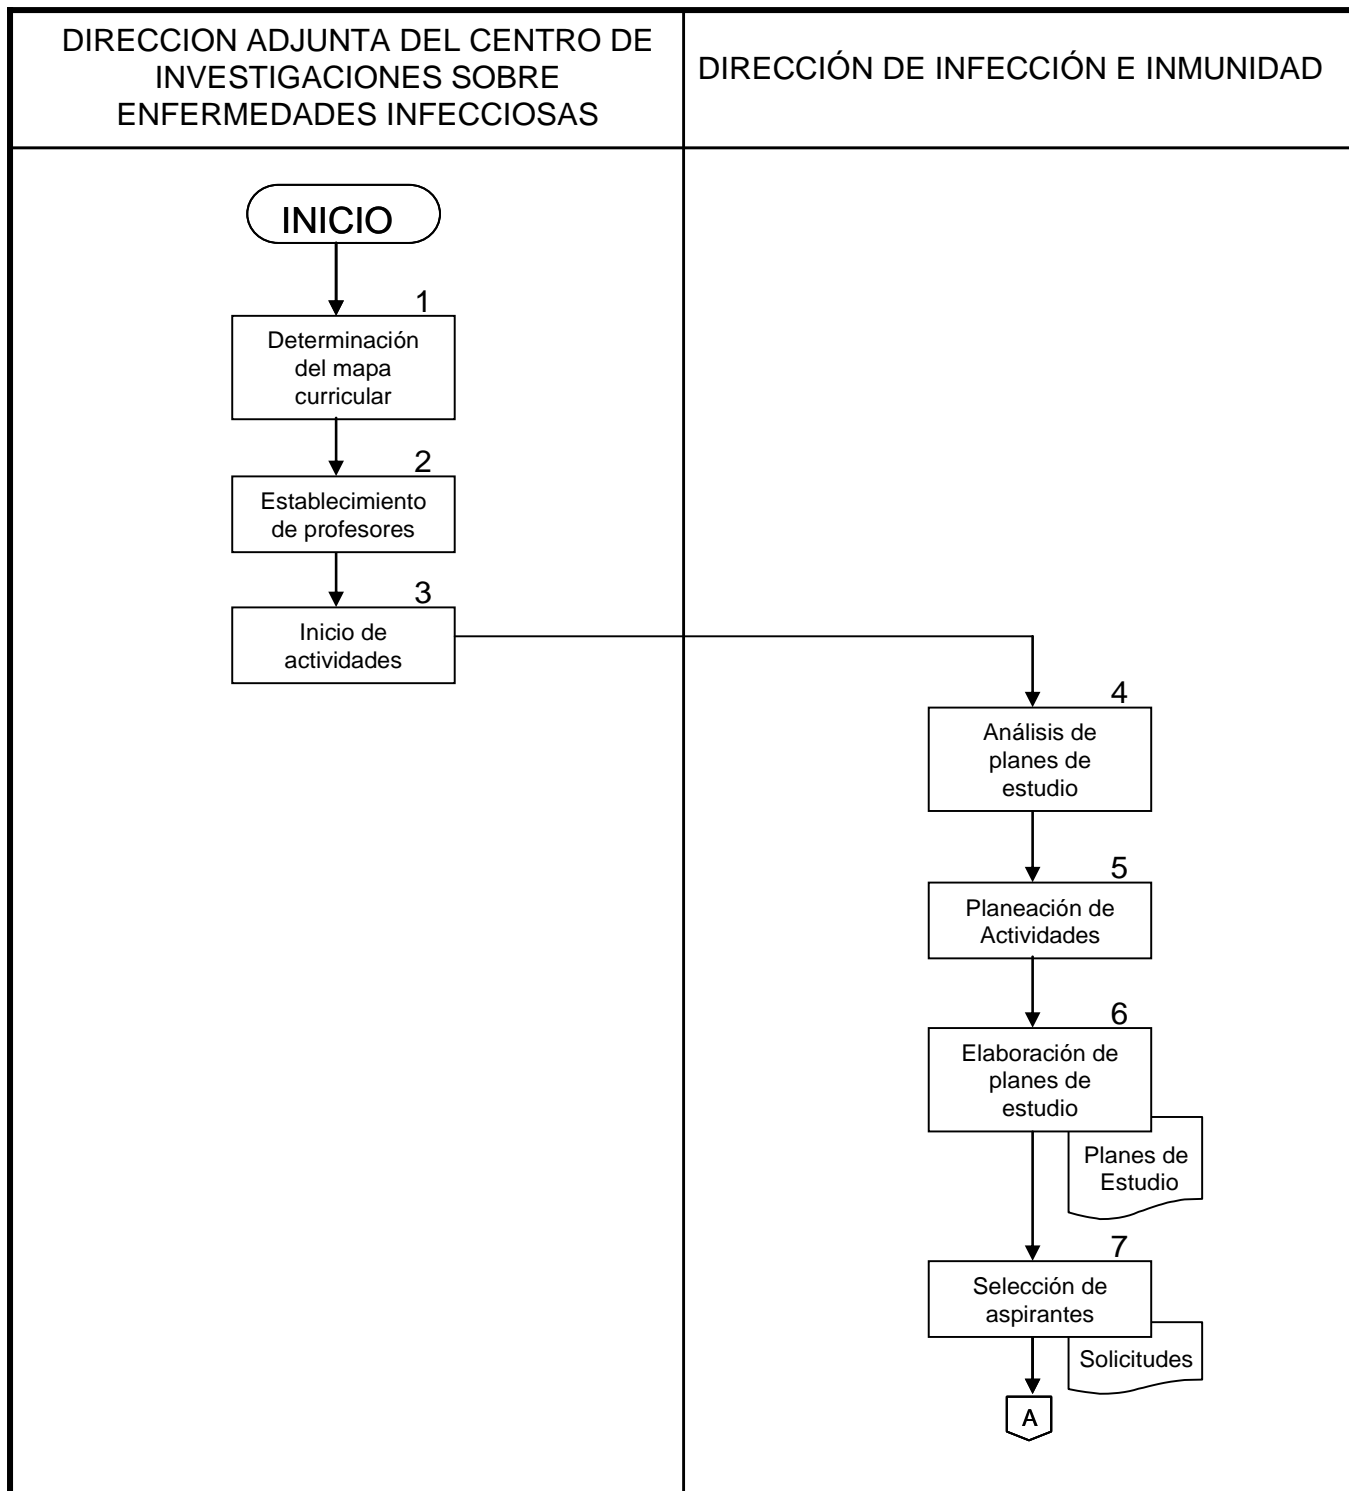 DIRECCION ADJUNTA DEL CENTRO DE
INVESTIGACIONES SOBRE
ENFERMEDADES INFECCIOSAS
DIRECCIÓN DE INFECCIÓN E INMUNIDAD
INICIO
1
Determinación
del mapa
curricular
2
Establecimiento
de profesores
3
Inicio de
actividades
4
Análisis de
planes de
estudio
5
Planeación de
Actividades
6
Elaboración de
planes de
estudio
Planes de
Estudio
7
Selección de
aspirantes
Solicitudes
A